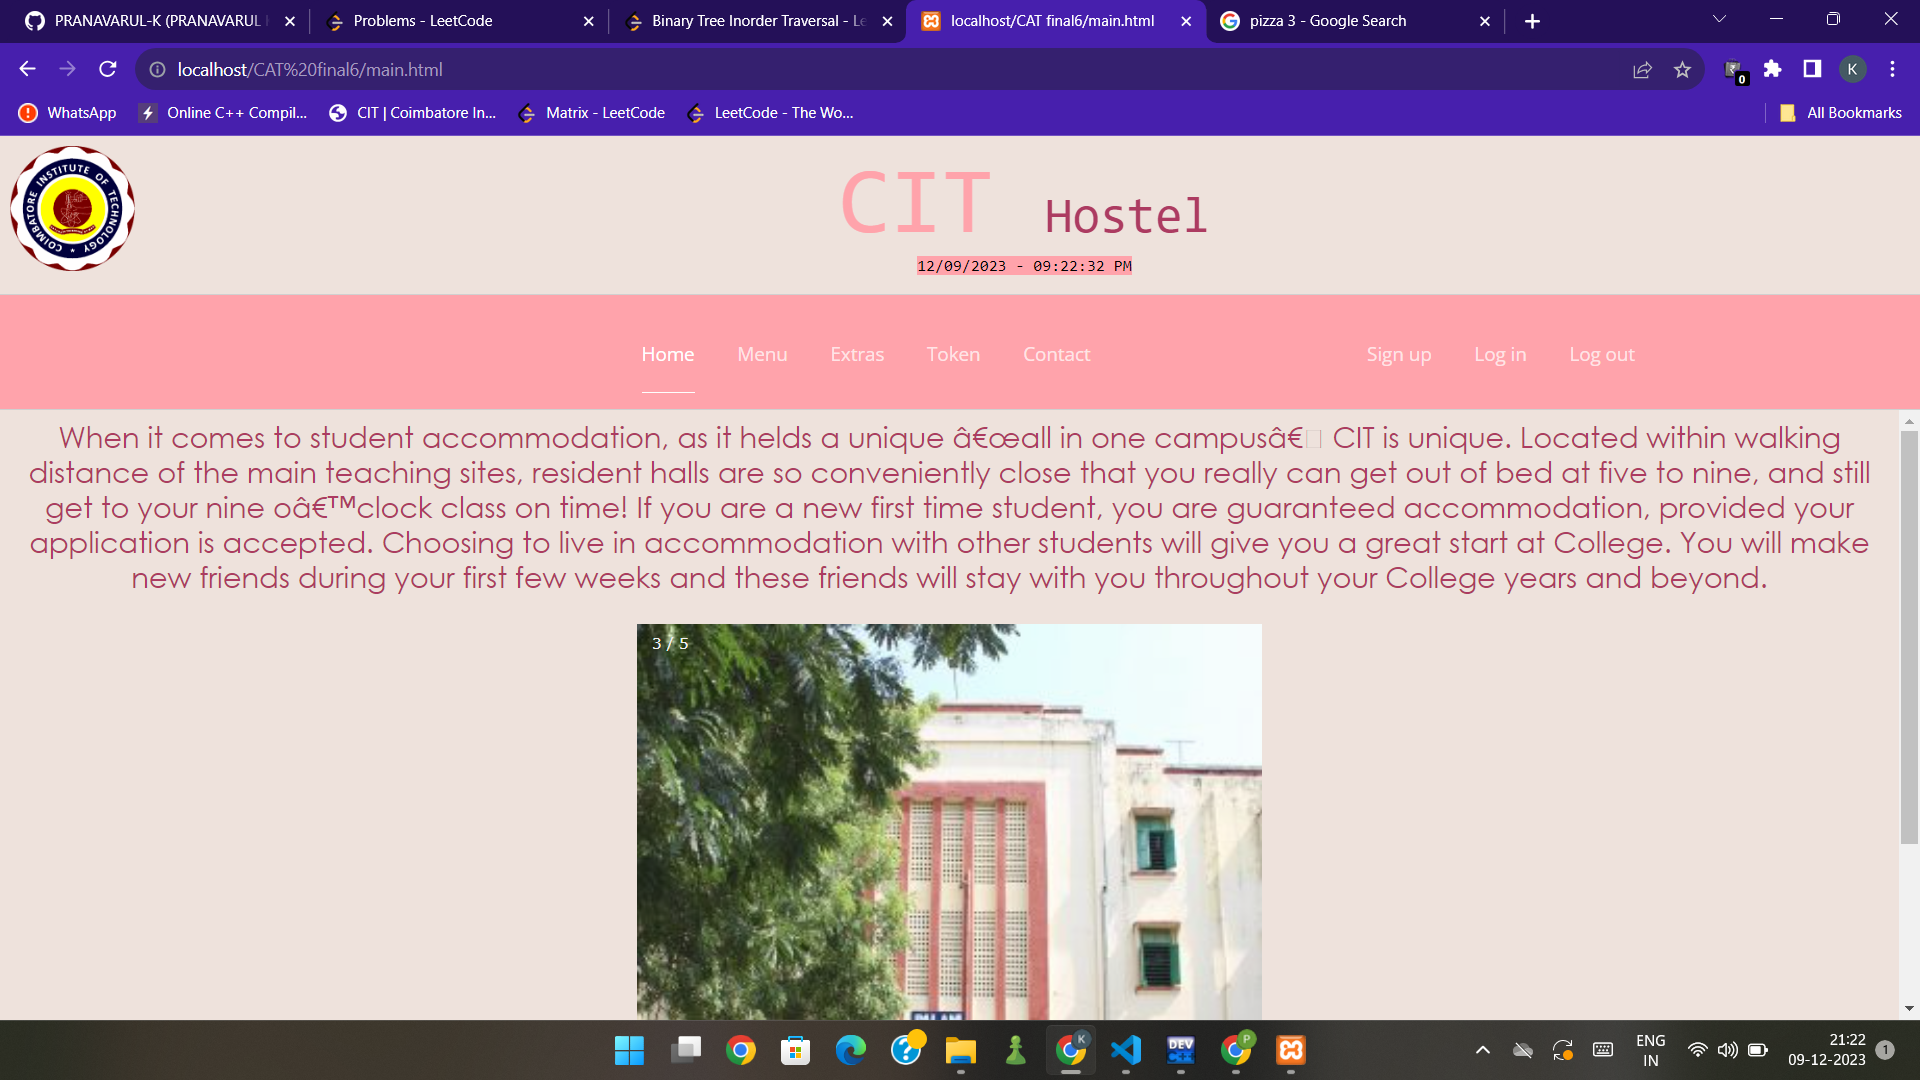 PRANAVARUL-K (PRANAVARUL K
Problems - LeetCode
Binary Tree Inorder Traversal - Le
localhost/CAT final6/main.html
pizza 3 - Google Search
localhost/CAT%20final6/main.html
0
K
WhatsApp
Online C++ Compil...
CIT | Coimbatore In...
Matrix - LeetCode
LeetCode - The Wo...
All Bookmarks
COIMBATORE INSTITUTE OF TECHNOLOGY
CIT Hostel
12/09/2023 - 09:22:32 PM
Home Menu Extras Token Contact Sign up Log in Log out
When it comes to student accommodation, as it helds a unique â€œall in one campusâ€ CIT is unique. Located within walking
distance of the main teaching sites, resident halls are so conveniently close that you really can get out of bed at five to nine, and still
get to your nine oâ€™clock class on time! If you are a new first time student, you are guaranteed accommodation, provided your
application is accepted. Choosing to live in accommodation with other students will give you a great start at College. You will make
new friends during your first few weeks and these friends will stay with you throughout your College years and beyond.
3 / 5
K
DEV
C++
P
ENG
IN
21:22
09-12-2023
1